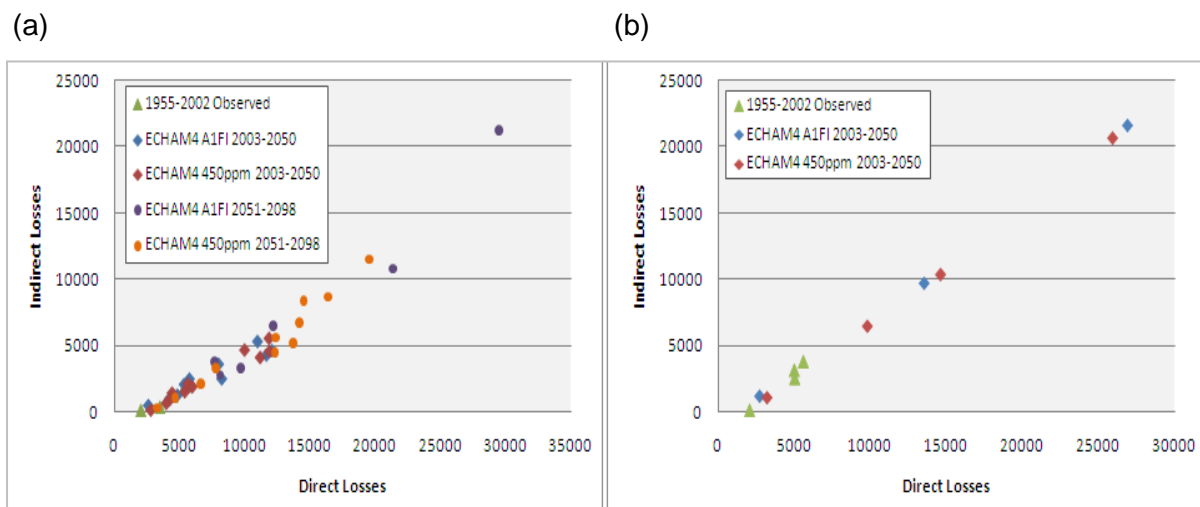 (a)
(b)
25000
20000
15000
10000
5000
0
Indirect Losses
1955-2002 Observed
ECHAM4 A1FI 2003-2050
ECHAM4 450ppm 2003-2050
ECHAM4 A1FI 2051-2098
ECHAM4 450ppm 2051-2098
0 5000 10000 15000 20000 25000 30000 35000
Direct Losses
25000
20000
15000
10000
5000
0
Indirect Losses
1955-2002 Observed
ECHAM4 A1FI 2003-2050
ECHAM4 450ppm 2003-2050
0 5000 10000 15000 20000 25000 30000
Direct Losses